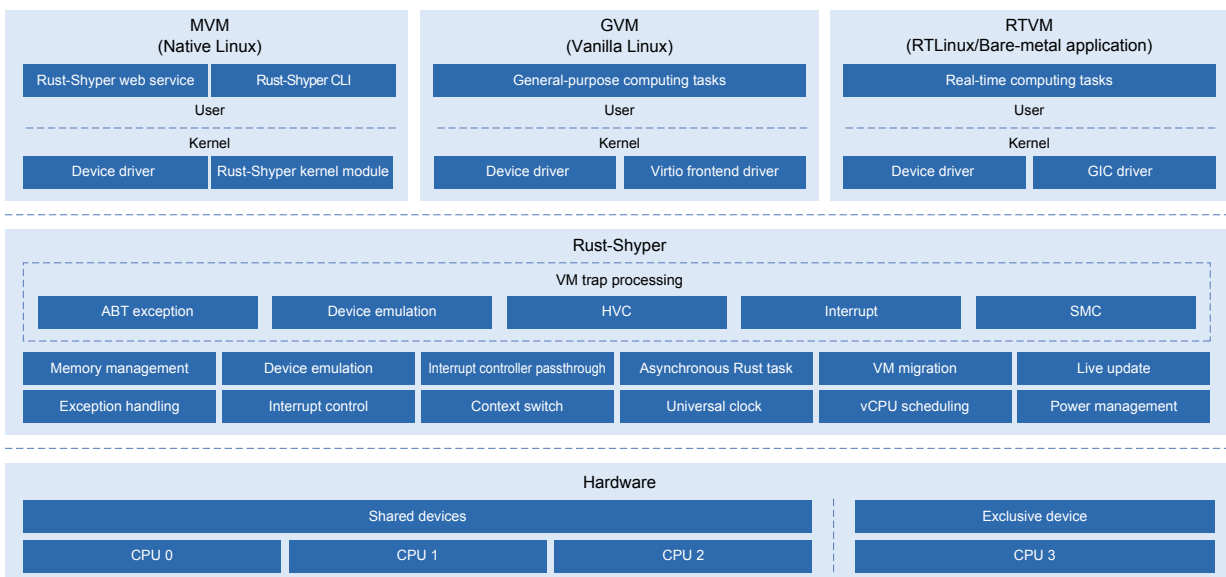 MVM
(Native Linux)
Rust-Shyper web service
Rust-Shyper CLI
User
Kernel
Device driver
Rust-Shyper kernel module
GVM
(Vanilla Linux)
General-purpose computing tasks
User
Kernel
Device driver
Virtio frontend driver
RTVM
(RTLinux/Bare-metal application)
Real-time computing tasks
User
Kernel
Device driver
GIC driver
Rust-Shyper
VM trap processing
ABT exception
Device emulation
HVC
Interrupt
SMC
Memory management
Device emulation
Interrupt controller passthrough
Asynchronous Rust task
VM migration
Live update
Exception handling
Interrupt control
Context switch
Universal clock
vCPU scheduling
Power management
Hardware
Shared devices
Exclusive device
CPU 0
CPU 1
CPU 2
CPU 3